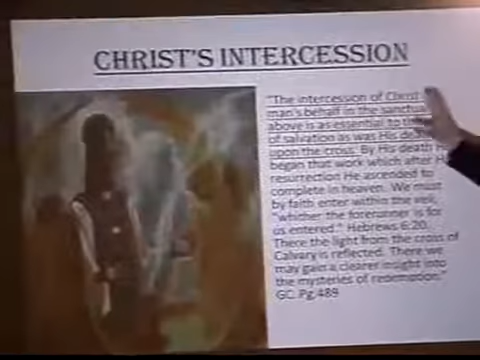 CHRIST'S INTERCESSION
"The intercession of Christ
man's behalf in the sanctua
above is as essential to the
of salvation as was His de
upon the cross. By His death
began that work which after H
resurrection He ascended to
complete in heaven. We must
by faith enter within the veil,
"whither the forerunner is for
us entered." Hebrews 6:20.
There the light from the cross of
Calvary is reflected. There we
may gain a clearer insight into
the mysteries of redemption."
GC. Pg.489